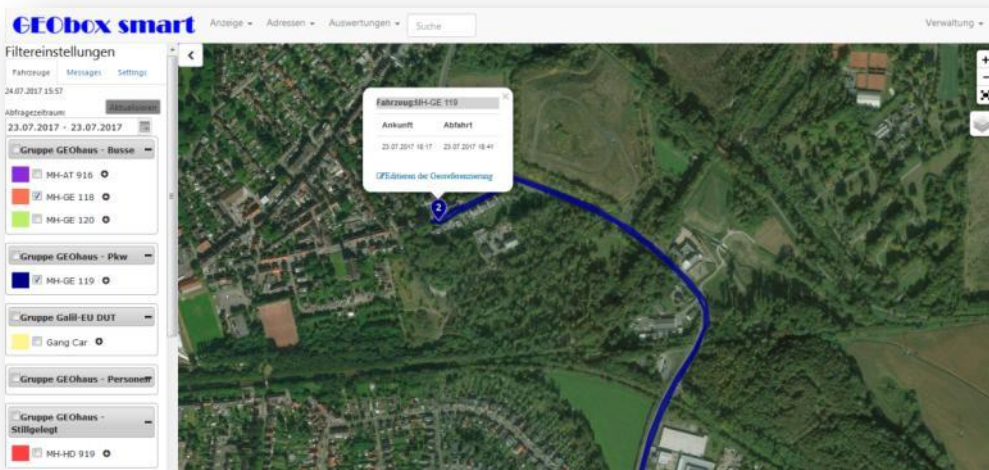 GEObox smart
Anzeige Adressen Auswertungen Suche Verwaltung
Filtereinstellungen
Fahrzeuge Messages Settings
24.07.2017 15:57
Aktualisieren
Abfragezeitraum:
23.07.2017 - 23.07.2017
Gruppe GEOhaus - Busse
MH-AT 916
MH-GE 118
MH-GE 120
Gruppe GEOhaus - Pkw
MH-GE 119
Gruppe Galil-EU DUT
Gang Car
Gruppe GEOhaus - Personen
Gruppe GEOhaus -
Stillgelegt
MH-HD 919
Fahrzeug:MH-GE 119
Ankunft Abfahrt
23.07.2017 18:17 23.07.2017 18:41
Editieren der Georeferenzierung
2